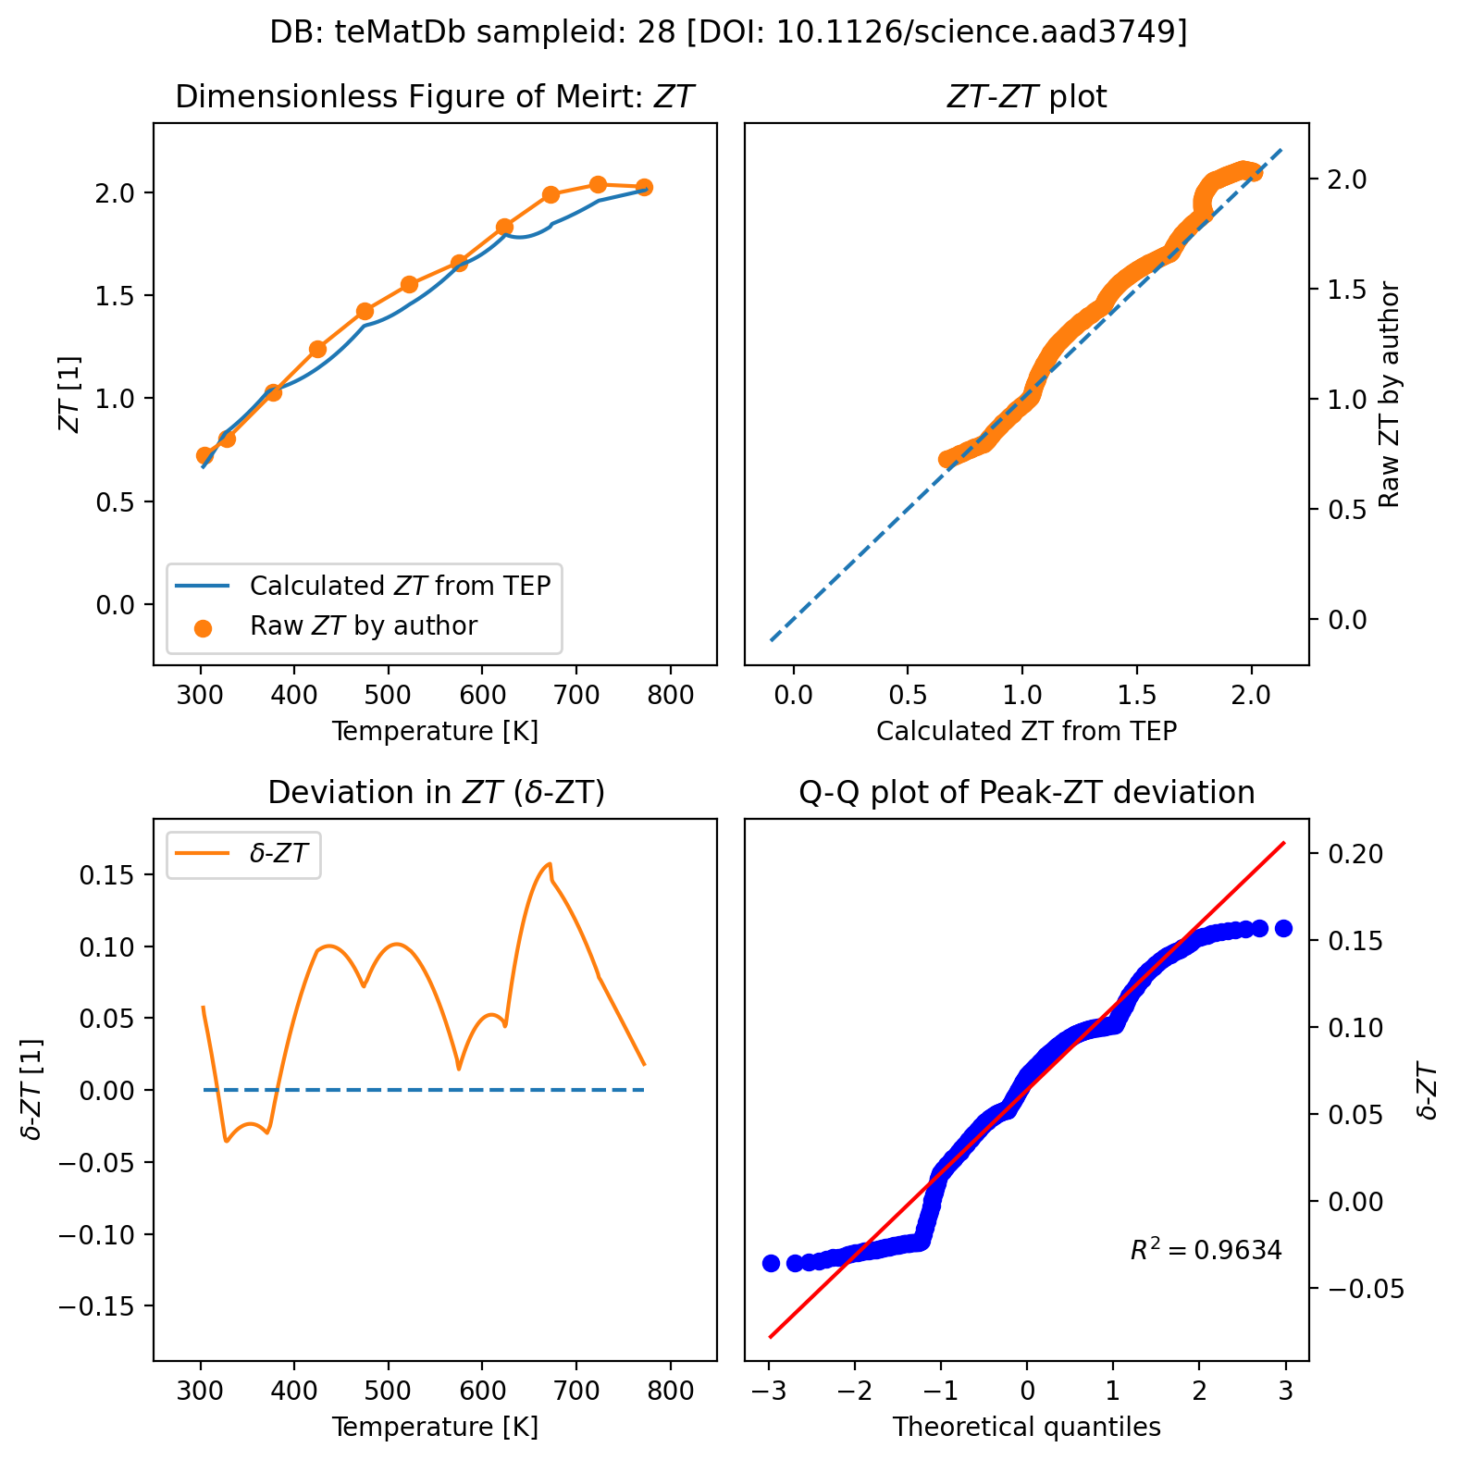 DB: teMatDb sampleid: 28 [DOI: 10.1126/science.aad3749]
Dimensionless Figure of Meirt: ZT
2.0
1.5
1.0
0.5
0.0
ZT [1]
Calculated ZT from TEP
Raw ZT by author
300 400 500 600 700 800
Temperature [K]
ZT-ZT plot
2.0
1.5
1.0
0.5
0.0
Raw ZT by author
0.0 0.5 1.0 1.5 2.0
Calculated ZT from TEP
Deviation in ZT (δ-ZT)
δ-ZT
0.15
0.10
0.05
0.00
−0.05
−0.10
−0.15
δ-ZT [1]
300 400 500 600 700 800
Temperature [K]
Q-Q plot of Peak-ZT deviation
0.20
0.15
0.10
0.05
0.00
−0.05
δ-ZT
R² = 0.9634
−3 −2 −1 0 1 2 3
Theoretical quantiles